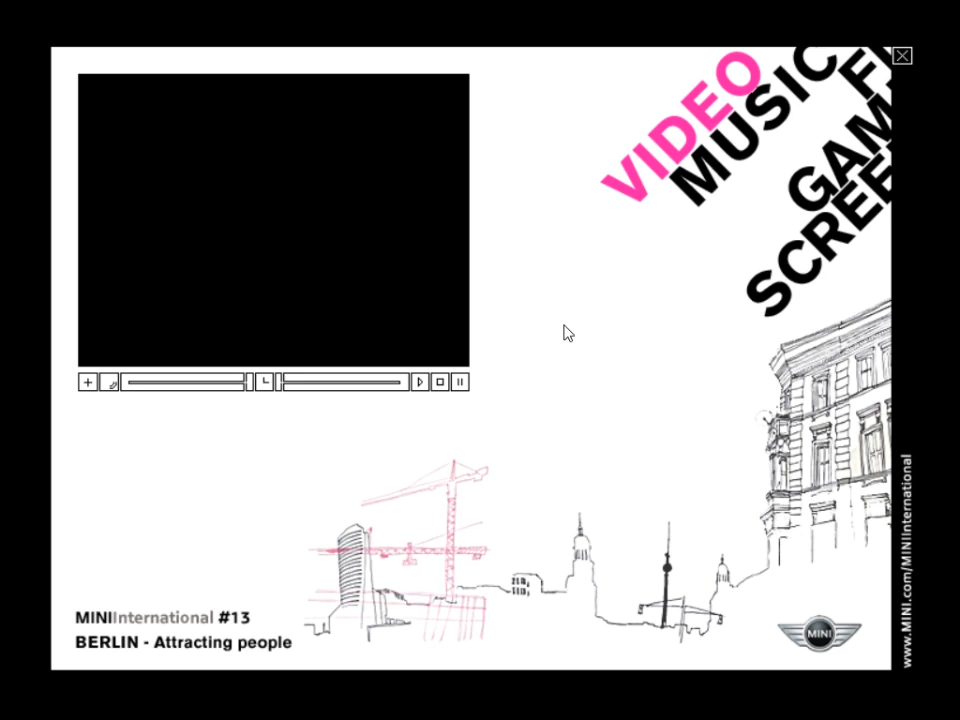 VIDEO
MUSIC
MINIInternational #13
BERLIN - Attracting people
MINI
www.MINI.com/MINIInternational